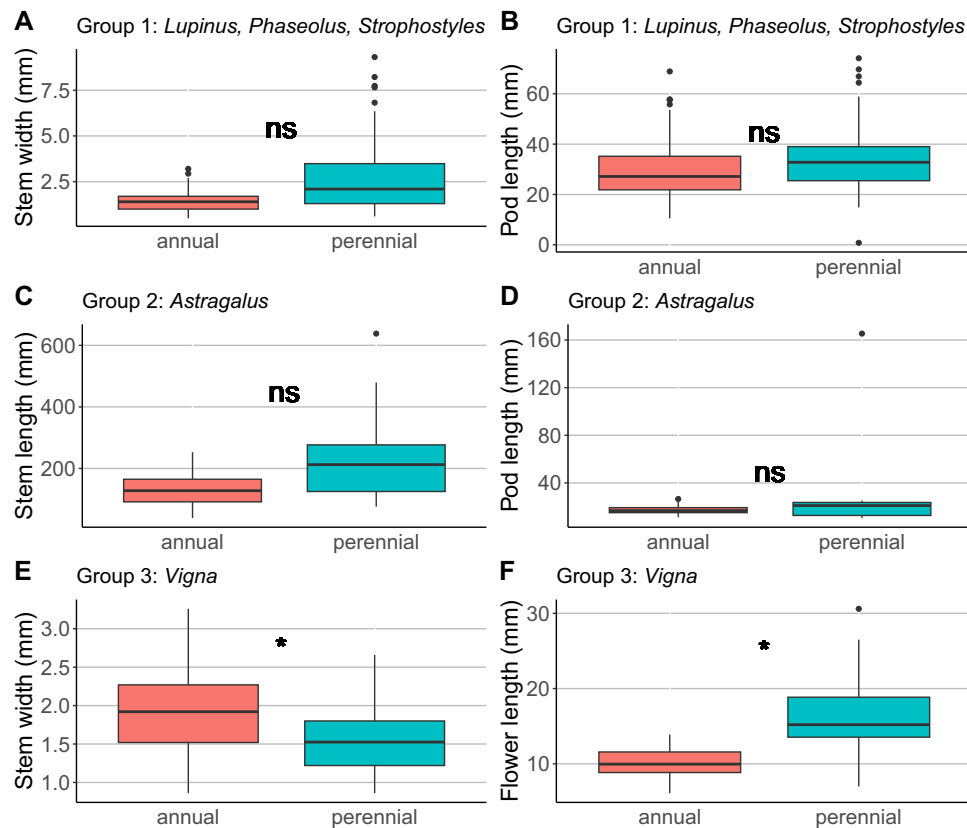 A Group 1: Lupinus, Phaseolus, Strophostyles
Stem width (mm)
7.5
5.0
2.5
ns
annual perennial
B Group 1: Lupinus, Phaseolus, Strophostyles
Pod length (mm)
60
40
20
0
ns
annual perennial
C Group 2: Astragalus
Stem length (mm)
600
400
200
ns
annual perennial
D Group 2: Astragalus
Pod length (mm)
160
120
80
40
ns
annual perennial
E Group 3: Vigna
Stem width (mm)
3.0
2.5
2.0
1.5
1.0
*
annual perennial
F Group 3: Vigna
Flower length (mm)
30
20
10
*
annual perennial